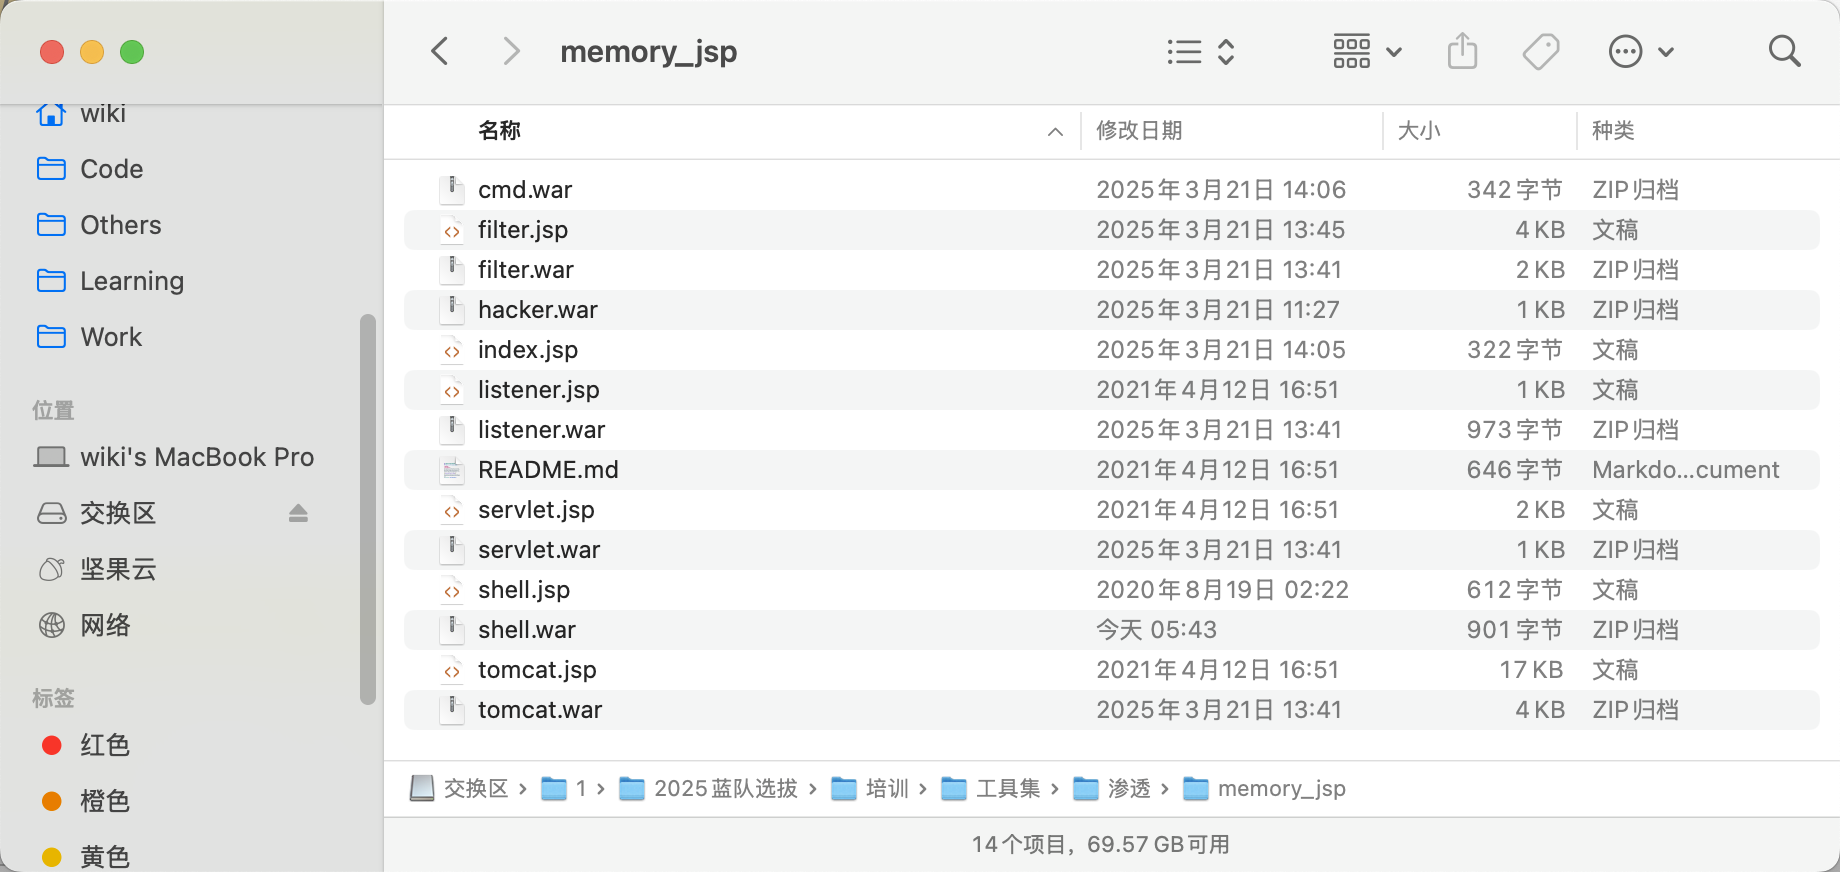 memory_jsp
wiki
Code
Others
Learning
Work
位置
wiki's MacBook Pro
交换区
坚果云
网络
标签
红色
橙色
黄色
名称 修改日期 大小 种类
cmd.war 2025年3月21日 14:06 342 字节 ZIP归档
filter.jsp 2025年3月21日 13:45 4 KB 文稿
filter.war 2025年3月21日 13:41 2 KB ZIP归档
hacker.war 2025年3月21日 11:27 1 KB ZIP归档
index.jsp 2025年3月21日 14:05 322 字节 文稿
listener.jsp 2021年4月12日 16:51 1 KB 文稿
listener.war 2025年3月21日 13:41 973 字节 ZIP归档
README.md 2021年4月12日 16:51 646 字节 Markdo...cument
servlet.jsp 2021年4月12日 16:51 2 KB 文稿
servlet.war 2025年3月21日 13:41 1 KB ZIP归档
shell.jsp 2020年8月19日 02:22 612 字节 文稿
shell.war 今天 05:43 901 字节 ZIP归档
tomcat.jsp 2021年4月12日 16:51 17 KB 文稿
tomcat.war 2025年3月21日 13:41 4 KB ZIP归档
交换区 › 1 › 2025蓝队选拔 › 培训 › 工具集 › 渗透 › memory_jsp
14个项目，69.57 GB可用